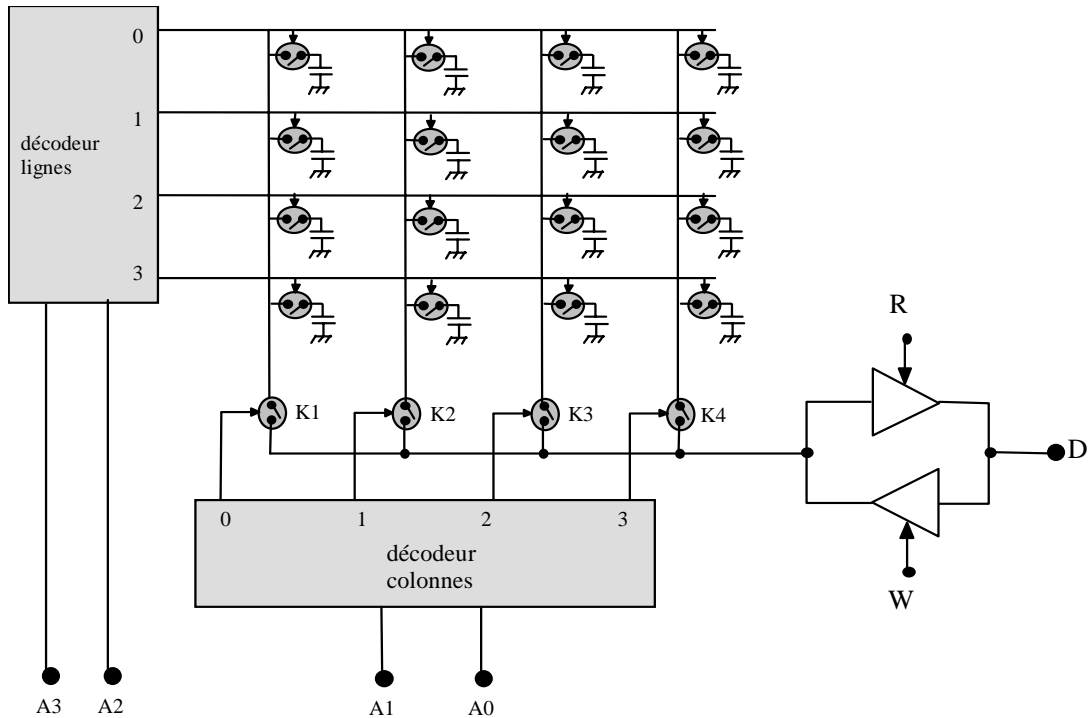 0
1
décodeur
lignes
2
3
R
K1
K2
K3
K4
D
0
1
2
3
décodeur
colonnes
W
A3
A2
A1
A0